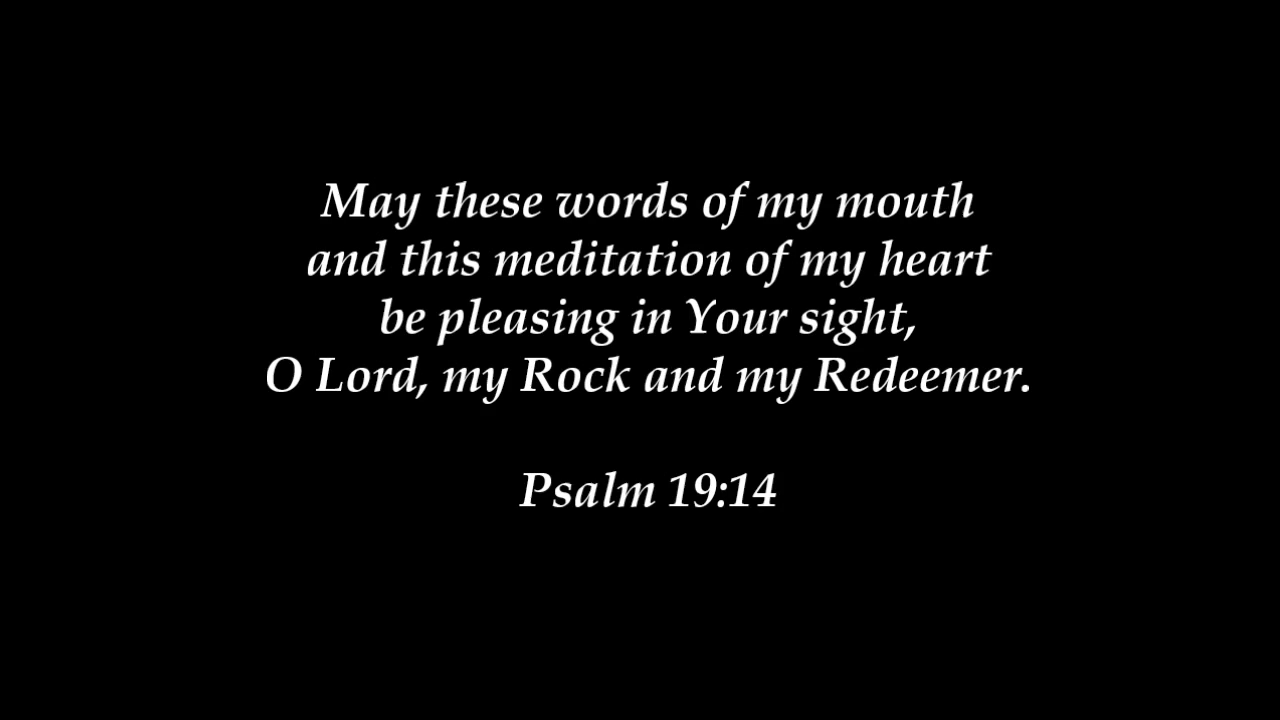 May these words of my mouth
and this meditation of my heart
be pleasing in Your sight,
O Lord, my Rock and my Redeemer.
Psalm 19:14